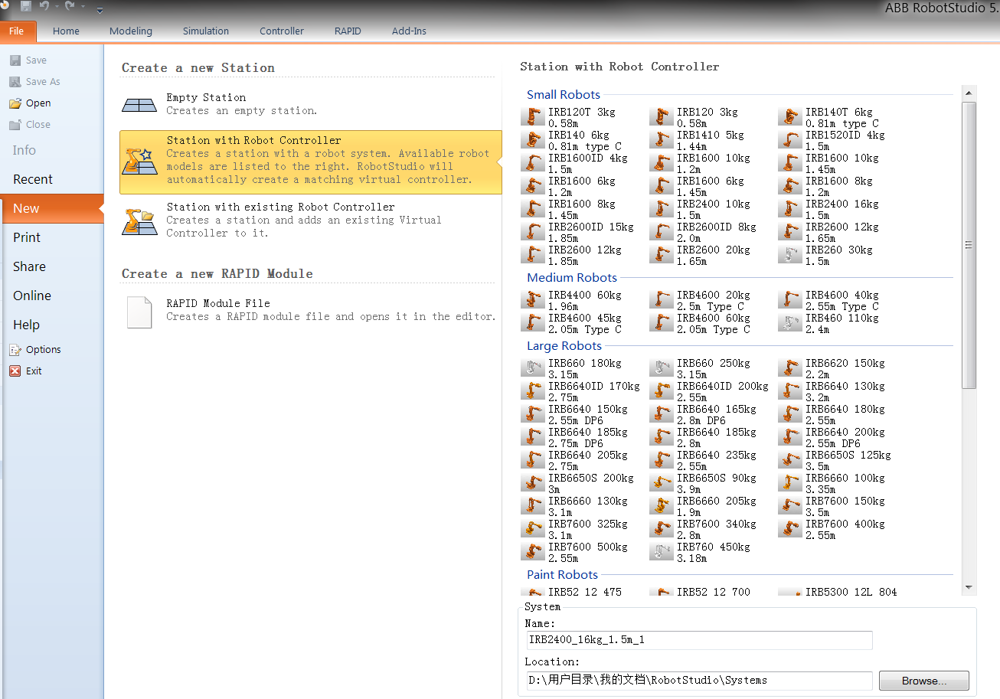 ABB RobotStudio 5.
File Home Modeling Simulation Controller RAPID Add-Ins
Save
Save As
Open
Close
Info
Recent
New
Print
Share
Online
Help
Options
Exit
Create a new Station
Empty Station
Creates an empty station.
Station with Robot Controller
Creates a station with a robot system. Available robot
models are listed to the right. RobotStudio will
automatically create a matching virtual controller.
Station with existing Robot Controller
Creates a station and adds an existing Virtual
Controller to it.
Create a new RAPID Module
RAPID Module File
Creates a RAPID module file and opens it in the editor.
Station with Robot Controller
Small Robots
IRB120T 3kg IRB120 3kg IRB140T 6kg
0.58m 0.58m 0.81m type C
IRB140 6kg IRB1410 5kg IRB1520ID 4kg
0.81m type C 1.44m 1.5m
IRB1600ID 4kg IRB1600 10kg IRB1600 10kg
1.5m 1.2m 1.45m
IRB1600 6kg IRB1600 6kg IRB1600 8kg
1.2m 1.45m 1.2m
IRB1600 8kg IRB2400 10kg IRB2400 16kg
1.45m 1.5m 1.5m
IRB2600ID 15kg IRB2600ID 8kg IRB2600 12kg
1.85m 2.0m 1.65m
IRB2600 12kg IRB2600 20kg IRB260 30kg
1.85m 1.65m 1.5m
Medium Robots
IRB4400 60kg IRB4600 20kg IRB4600 40kg
1.96m 2.5m Type C 2.55m Type C
IRB4600 45kg IRB4600 60kg IRB460 110kg
2.05m Type C 2.05m Type C 2.4m
Large Robots
IRB660 180kg IRB660 250kg IRB6620 150kg
3.15m 3.15m 2.2m
IRB6640ID 170kg IRB6640ID 200kg IRB6640 130kg
2.75m 2.55m 3.2m
IRB6640 150kg IRB6640 165kg IRB6640 180kg
2.55m DP6 2.8m DP6 2.55m
IRB6640 185kg IRB6640 185kg IRB6640 200kg
2.75m DP6 2.8m 2.55m DP6
IRB6640 205kg IRB6640 235kg IRB6650S 125kg
2.75m 2.55m 3.5m
IRB6650S 200kg IRB6650S 90kg IRB6660 100kg
3m 3.9m 3.35m
IRB6660 130kg IRB6660 205kg IRB7600 150kg
3.1m 1.9m 3.5m
IRB7600 325kg IRB7600 340kg IRB7600 400kg
3.1m 2.8m 2.55m
IRB7600 500kg IRB760 450kg
2.55m 3.18m
Paint Robots
IRB52 12 475 IRB52 12 700 IRB5300 12L 804
System
Name:
IRB2400_16kg_1.5m_1
Location:
D:\用户目录\我的文档\RobotStudio\Systems
Browse...